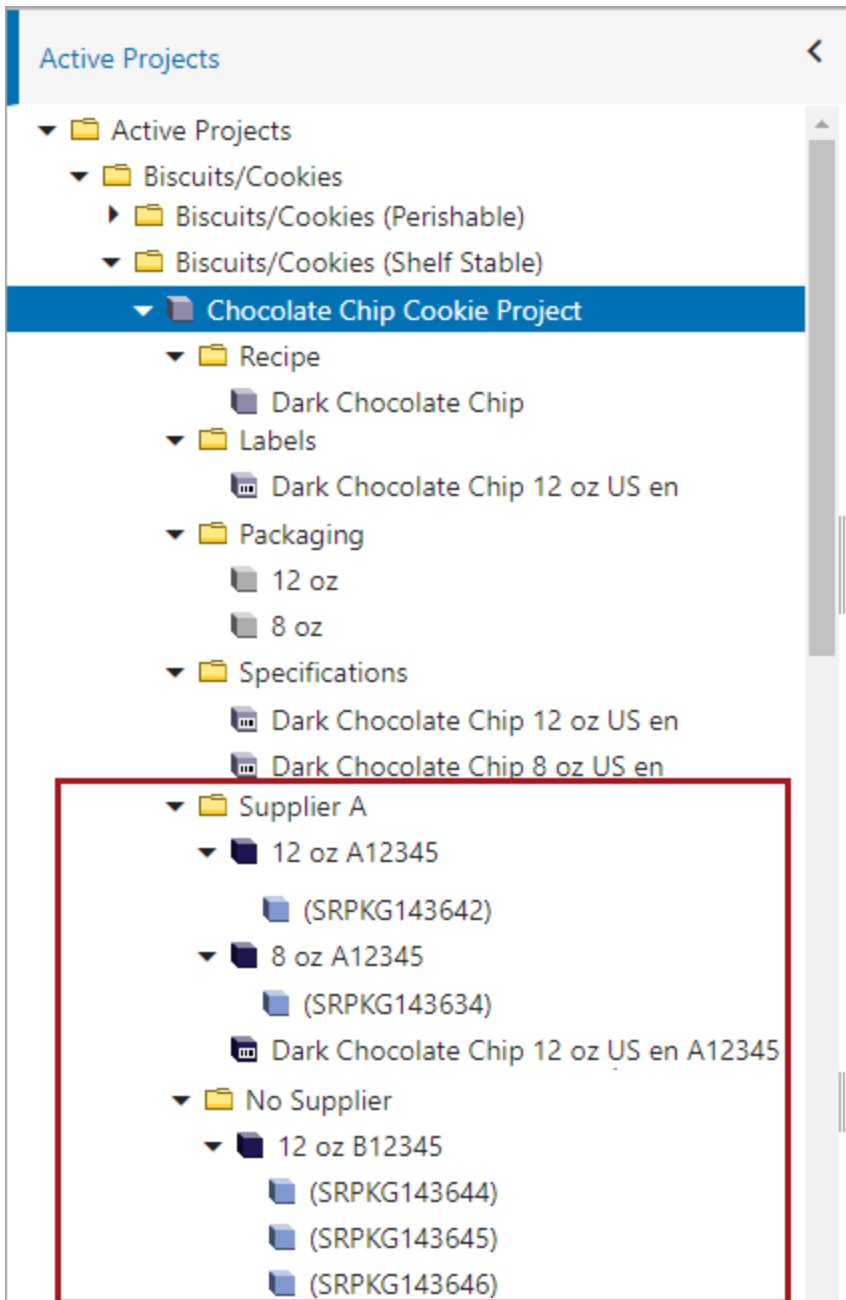 Active Projects
Active Projects
Biscuits/Cookies
Biscuits/Cookies (Perishable)
Biscuits/Cookies (Shelf Stable)
Chocolate Chip Cookie Project
Recipe
Dark Chocolate Chip
Labels
Dark Chocolate Chip 12 oz US en
Packaging
12 oz
8 oz
Specifications
Dark Chocolate Chip 12 oz US en
Dark Chocolate Chip 8 oz US en
Supplier A
12 oz A12345
(SRPKG143642)
8 oz A12345
(SRPKG143634)
Dark Chocolate Chip 12 oz US en A12345
No Supplier
12 oz B12345
(SRPKG143644)
(SRPKG143645)
(SRPKG143646)